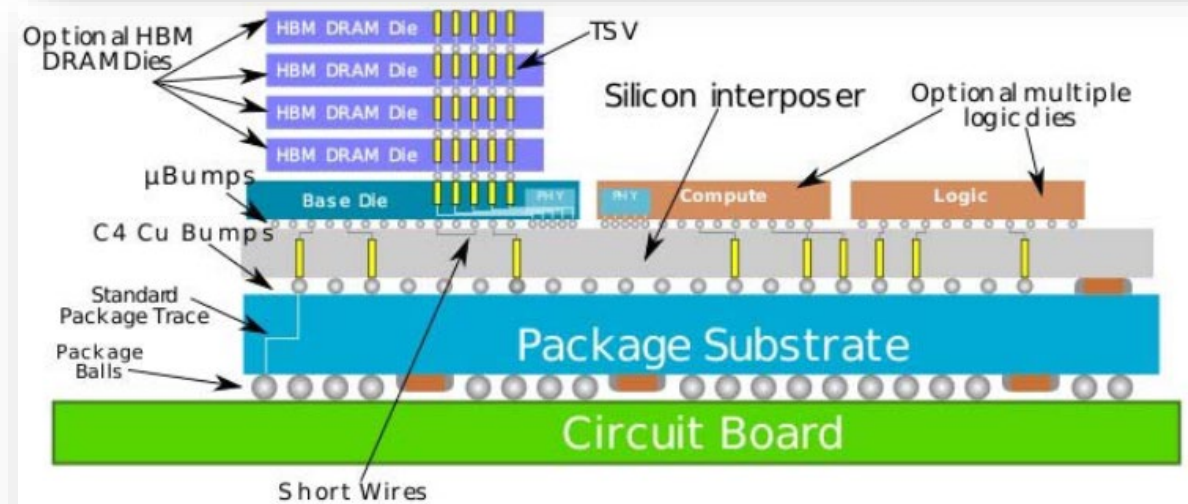 Optional HBM
DRAM Dies
HBM DRAM Die
HBM DRAM Die
HBM DRAM Die
HBM DRAM Die
TSV
Silicon interposer
Optional multiple
logic dies
µBumps
Base Die
PHY
PHY
Compute
Logic
C4 Cu Bumps
Standard
Package Trace
Package
Balls
Package Substrate
Circuit Board
Short Wires